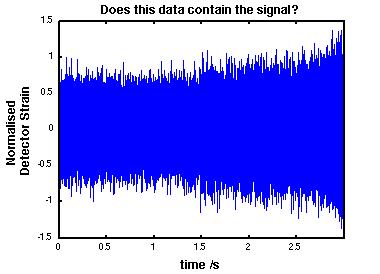 Does this data contain the signal?
1.5
1
0.5
0
-0.5
-1
-1.5
Normalised
Detector Strain
0 0.5 1 1.5 2 2.5
time /s